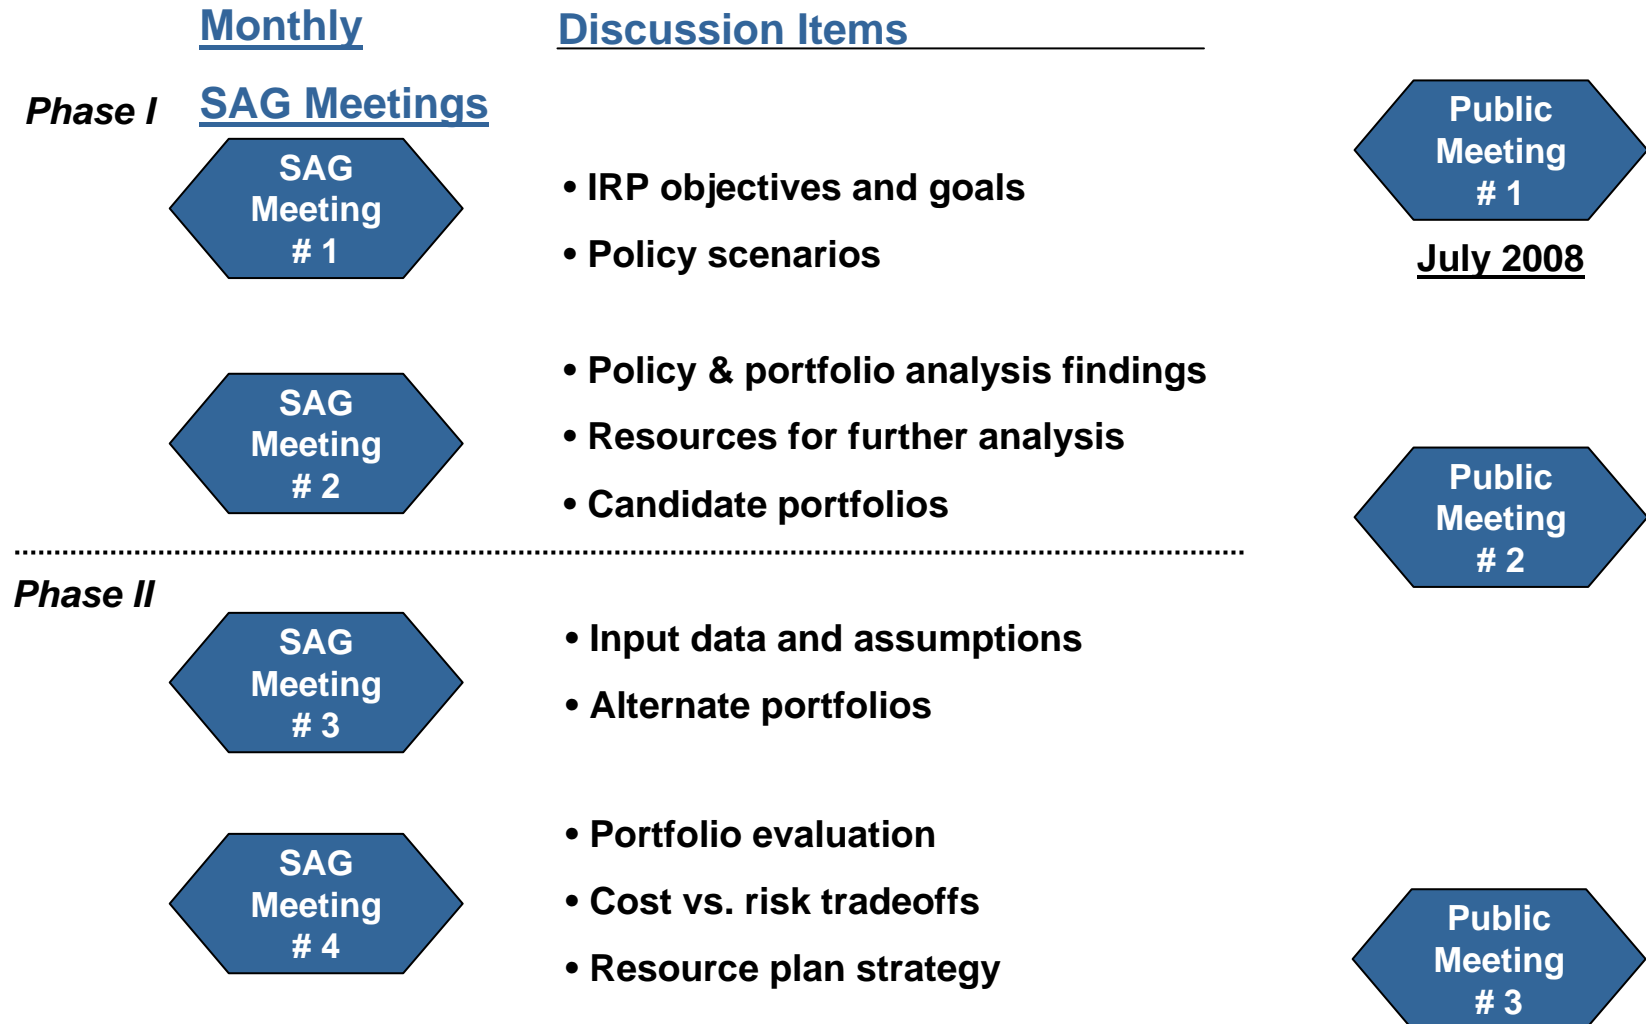 Monthly
SAG Meetings
Discussion Items
Phase I
SAG
Meeting
# 1
• IRP objectives and goals
• Policy scenarios
Public
Meeting
# 1
July 2008
SAG
Meeting
# 2
• Policy & portfolio analysis findings
• Resources for further analysis
• Candidate portfolios
Public
Meeting
# 2
Phase II
SAG
Meeting
# 3
• Input data and assumptions
• Alternate portfolios
SAG
Meeting
# 4
• Portfolio evaluation
• Cost vs. risk tradeoffs
• Resource plan strategy
Public
Meeting
# 3